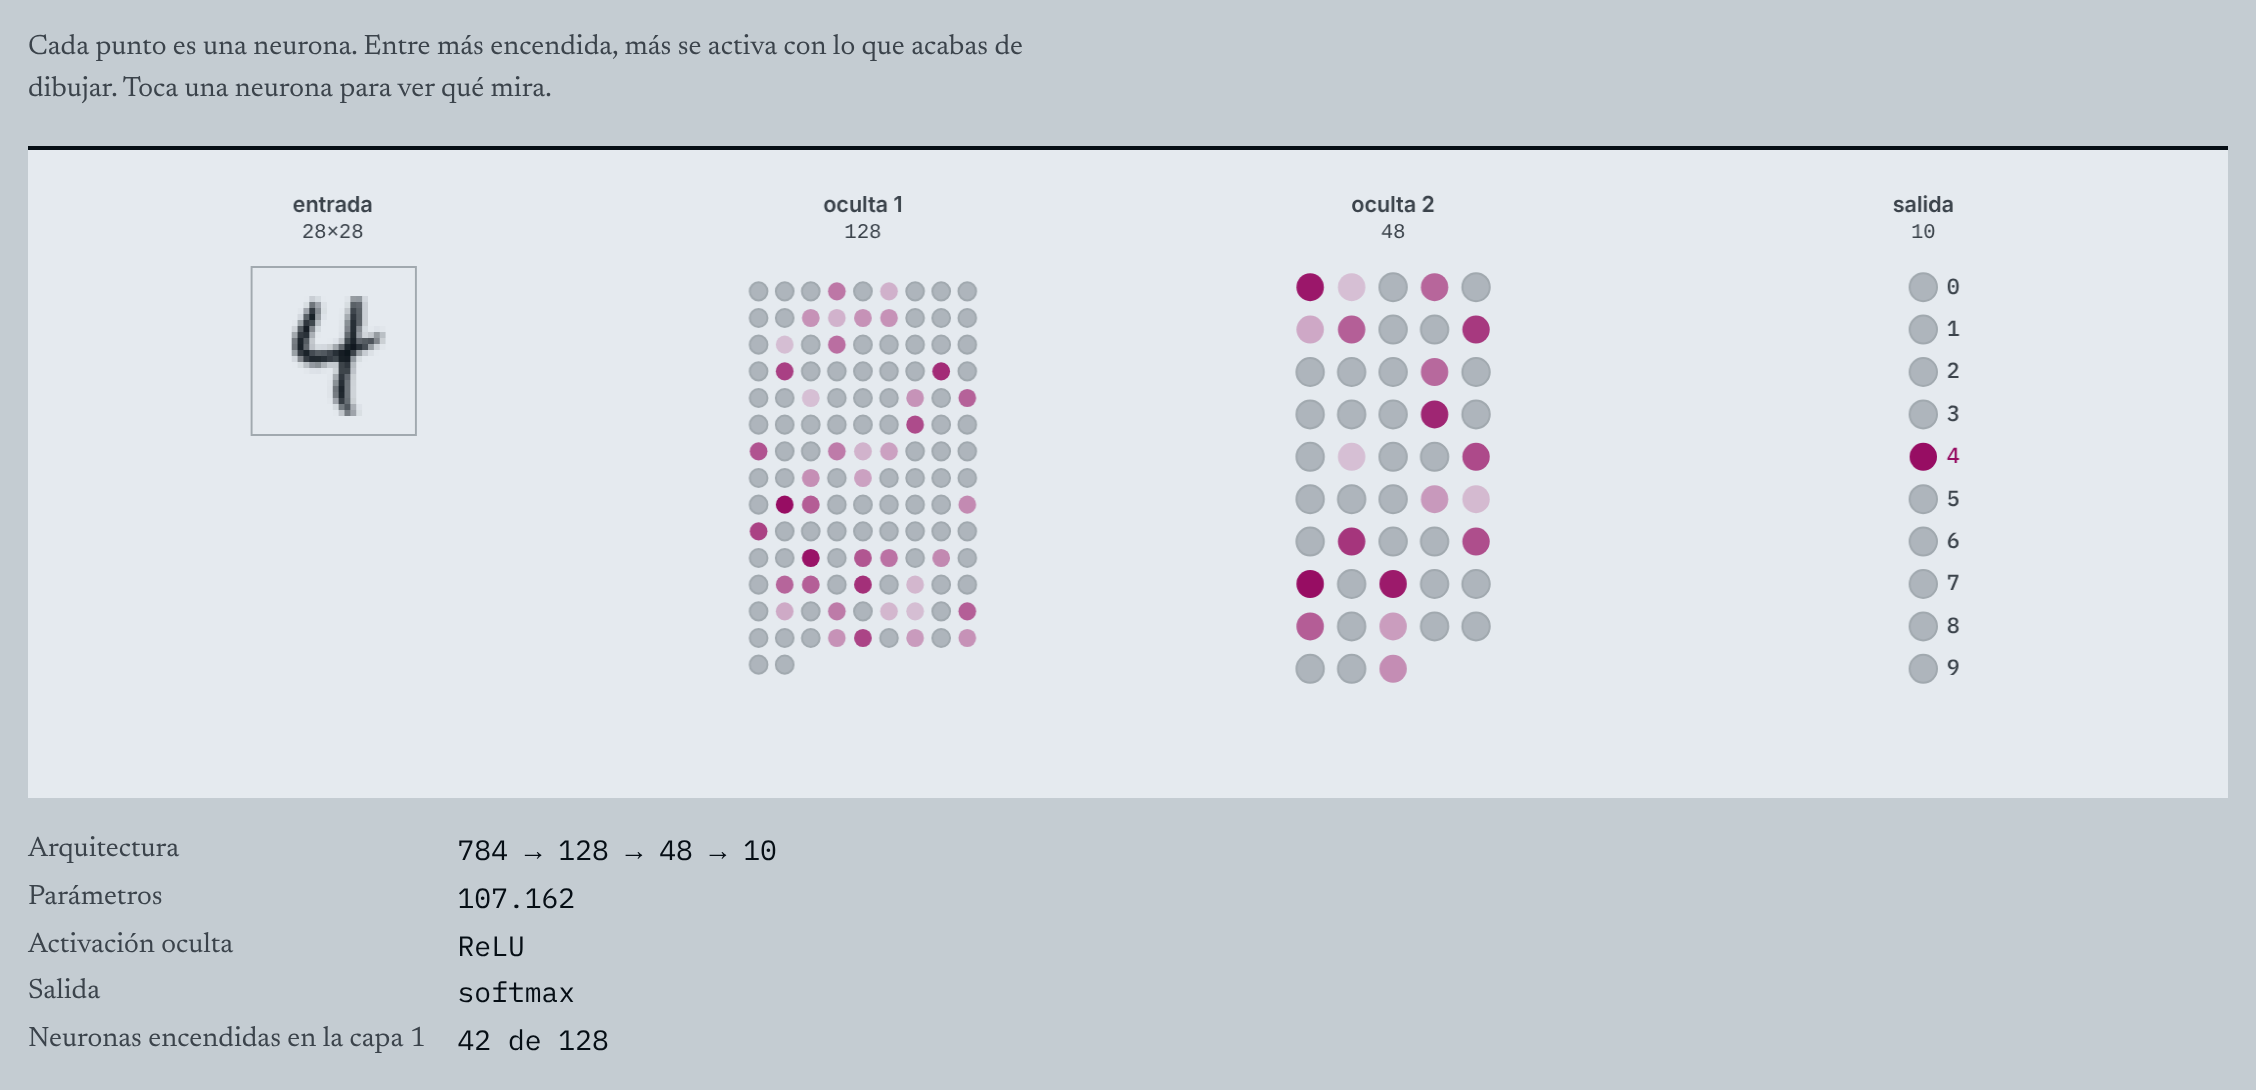 Cada punto es una neurona. Entre más encendida, más se activa con lo que acabas de
dibujar. Toca una neurona para ver qué mira.
entrada
28×28
4
oculta 1
128
oculta 2
48
salida
10
0
1
2
3
4
5
6
7
8
9
Arquitectura 784 → 128 → 48 → 10
Parámetros 107.162
Activación oculta ReLU
Salida softmax
Neuronas encendidas en la capa 1 42 de 128